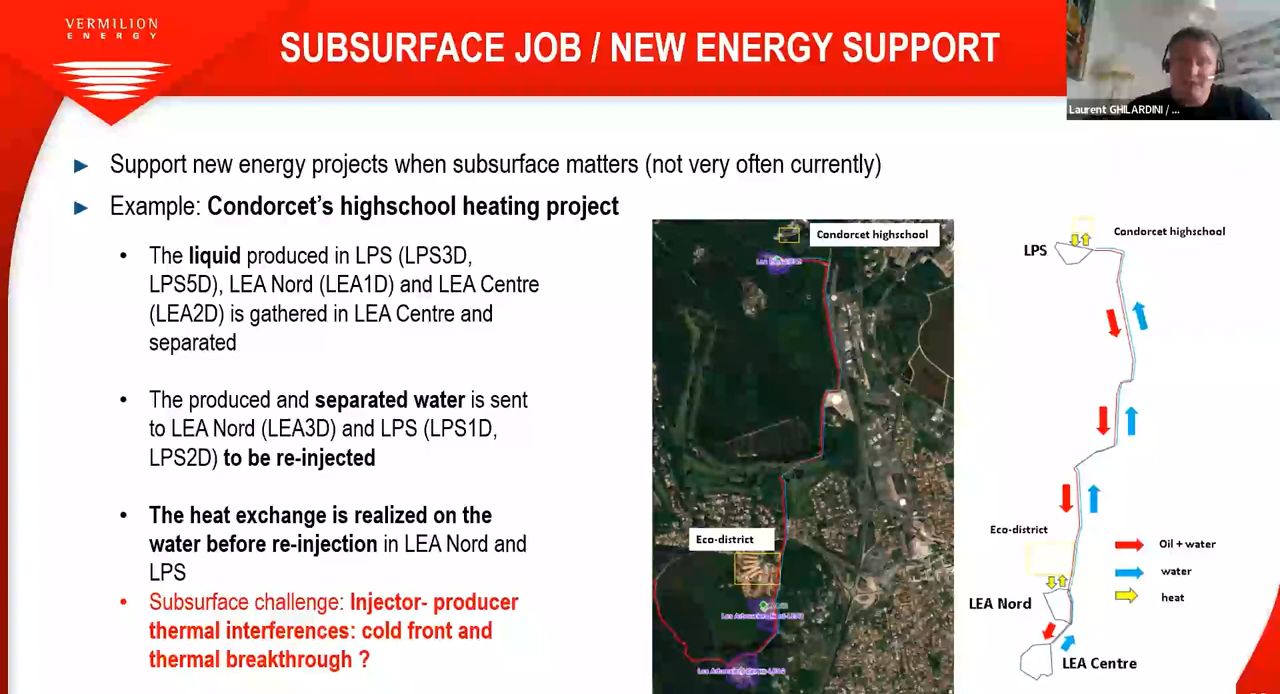 VERMILION
ENERGY
SUBSURFACE JOB / NEW ENERGY SUPPORT
Laurent GHILARDINI / ...
► Support new energy projects when subsurface matters (not very often currently)
► Example: Condorcet's highschool heating project
• The liquid produced in LPS (LPS3D,
LPS5D), LEA Nord (LEA1D) and LEA Centre
(LEA2D) is gathered in LEA Centre and
separated
• The produced and separated water is sent
to LEA Nord (LEA3D) and LPS (LPS1D,
LPS2D) to be re-injected
• The heat exchange is realized on the
water before re-injection in LEA Nord and
LPS
• Subsurface challenge: Injector- producer
thermal interferences: cold front and
thermal breakthrough ?
Condorcet highschool
Eco-district
Condorcet highschool
LPS
Eco-district
Oil + water
water
heat
LEA Nord
LEA Centre